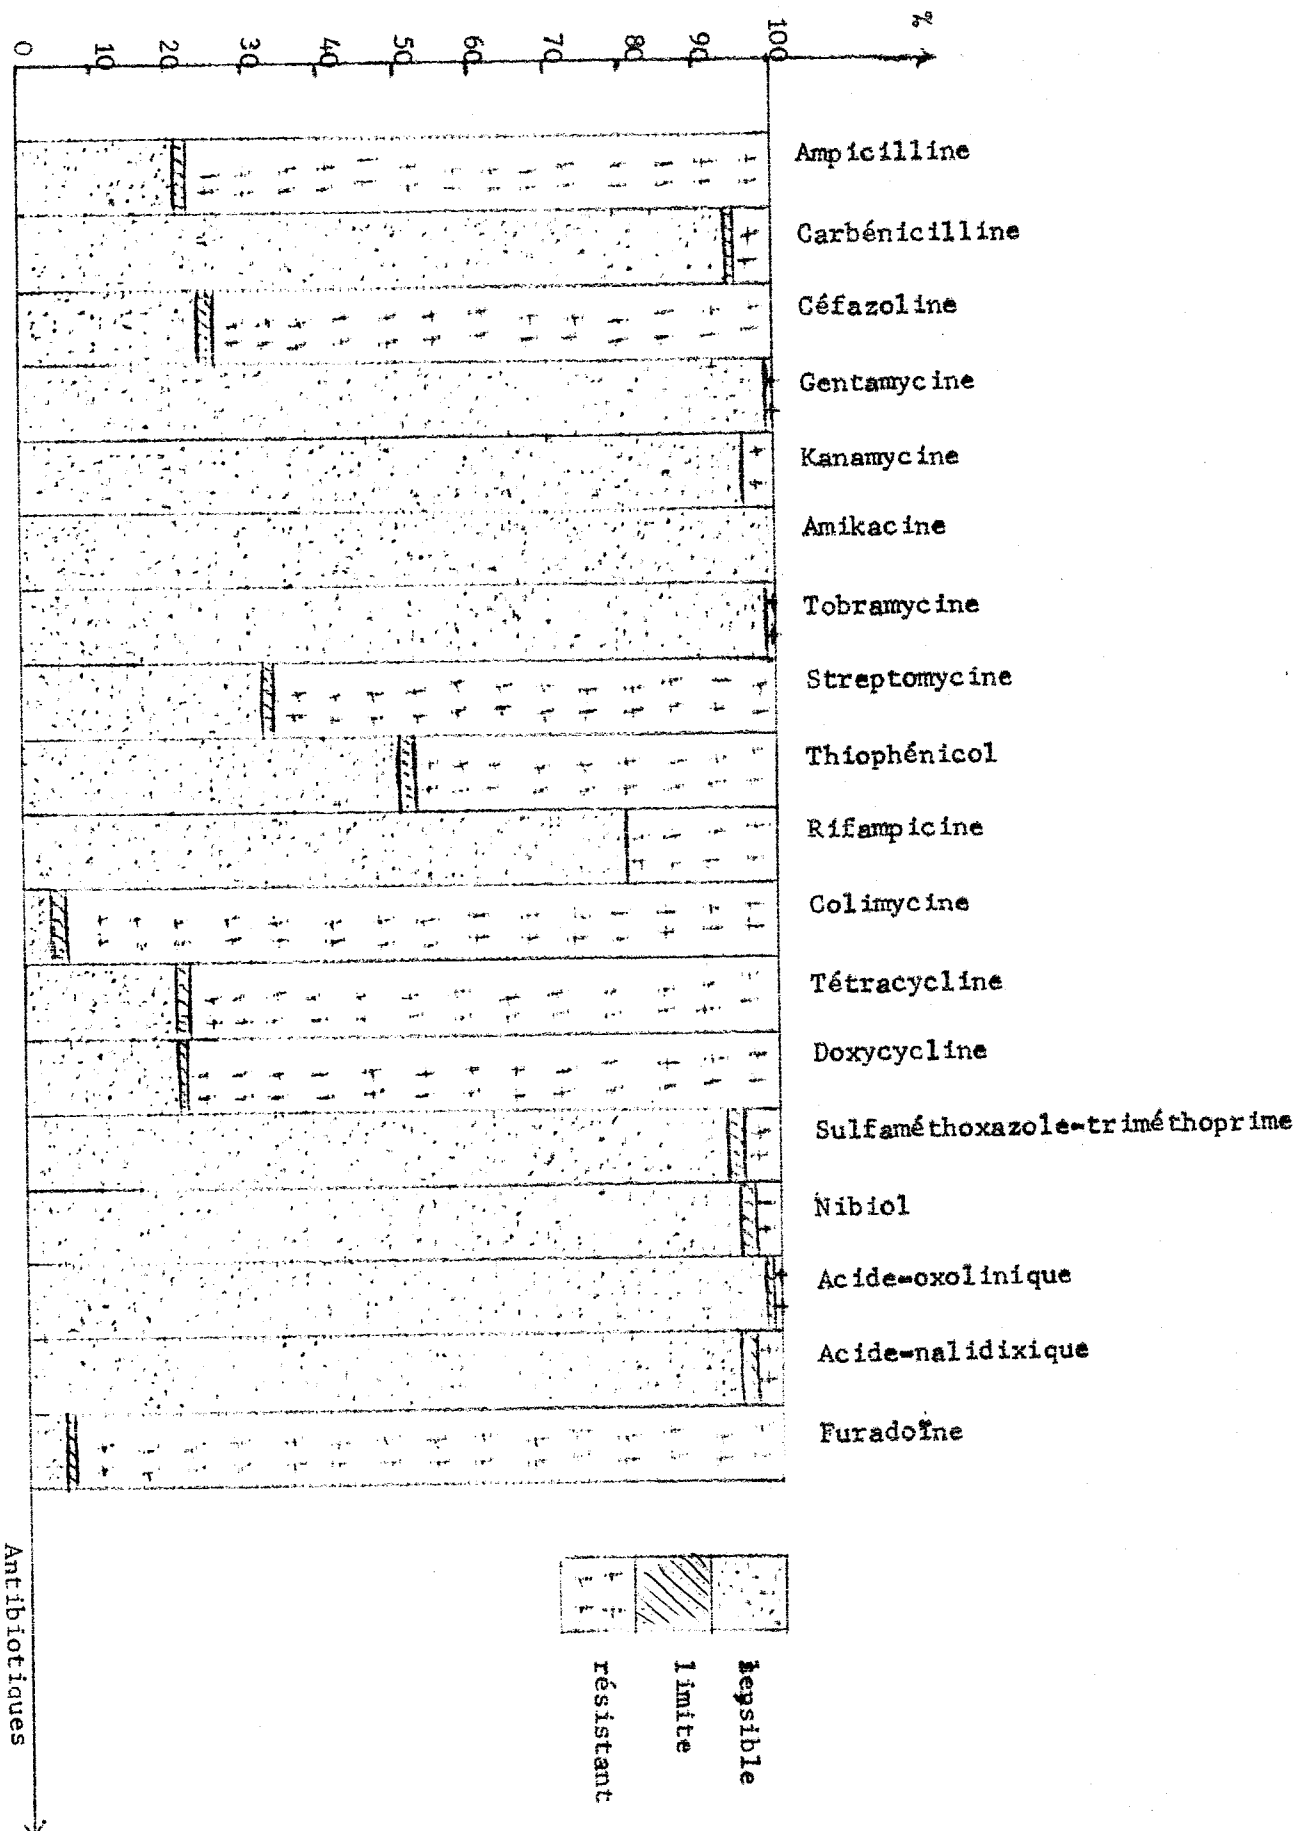 %
0
10
20
30
40
50
60
70
80
90
100
Ampicilline
Carbénicilline
Céfazoline
Gentamycine
Kanamycine
Amikacine
Tobramycine
Streptomycine
Thiophénicol
Rifampicine
Colimycine
Tétracycline
Doxycycline
Sulfaméthoxazole-triméthoprime
Nibiol
Acide-oxolinique
Acide-nalidixique
Furadoïne
sensible
limite
résistant
Antibiotiques